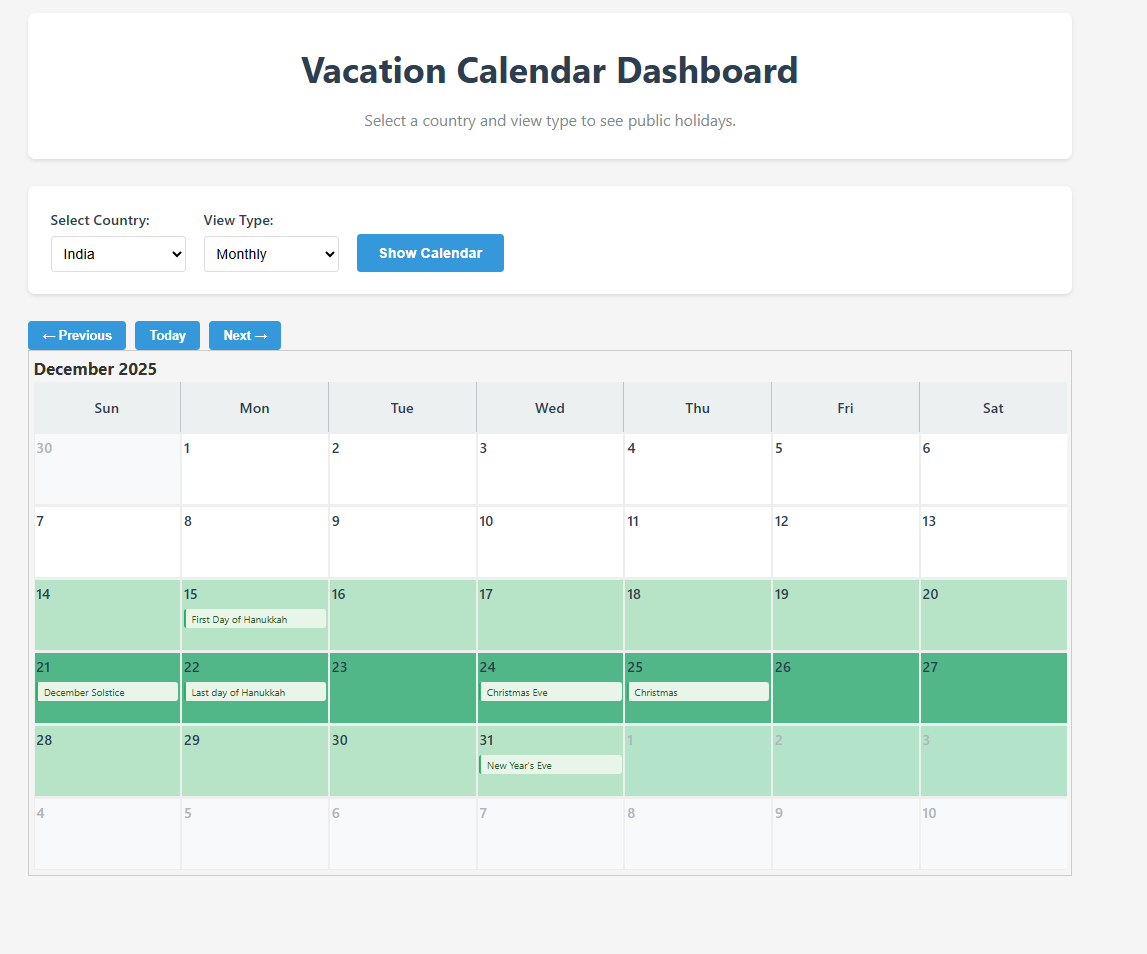 Vacation Calendar Dashboard
Select a country and view type to see public holidays.
Select Country: View Type:
India Monthly Show Calendar
← Previous Today Next →
December 2025
Sun Mon Tue Wed Thu Fri Sat
30 1 2 3 4 5 6
7 8 9 10 11 12 13
14 15 16 17 18 19 20
First Day of Hanukkah
21 22 23 24 25 26 27
December Solstice Last day of Hanukkah Christmas Eve Christmas
28 29 30 31 1 2 3
New Year's Eve
4 5 6 7 8 9 10